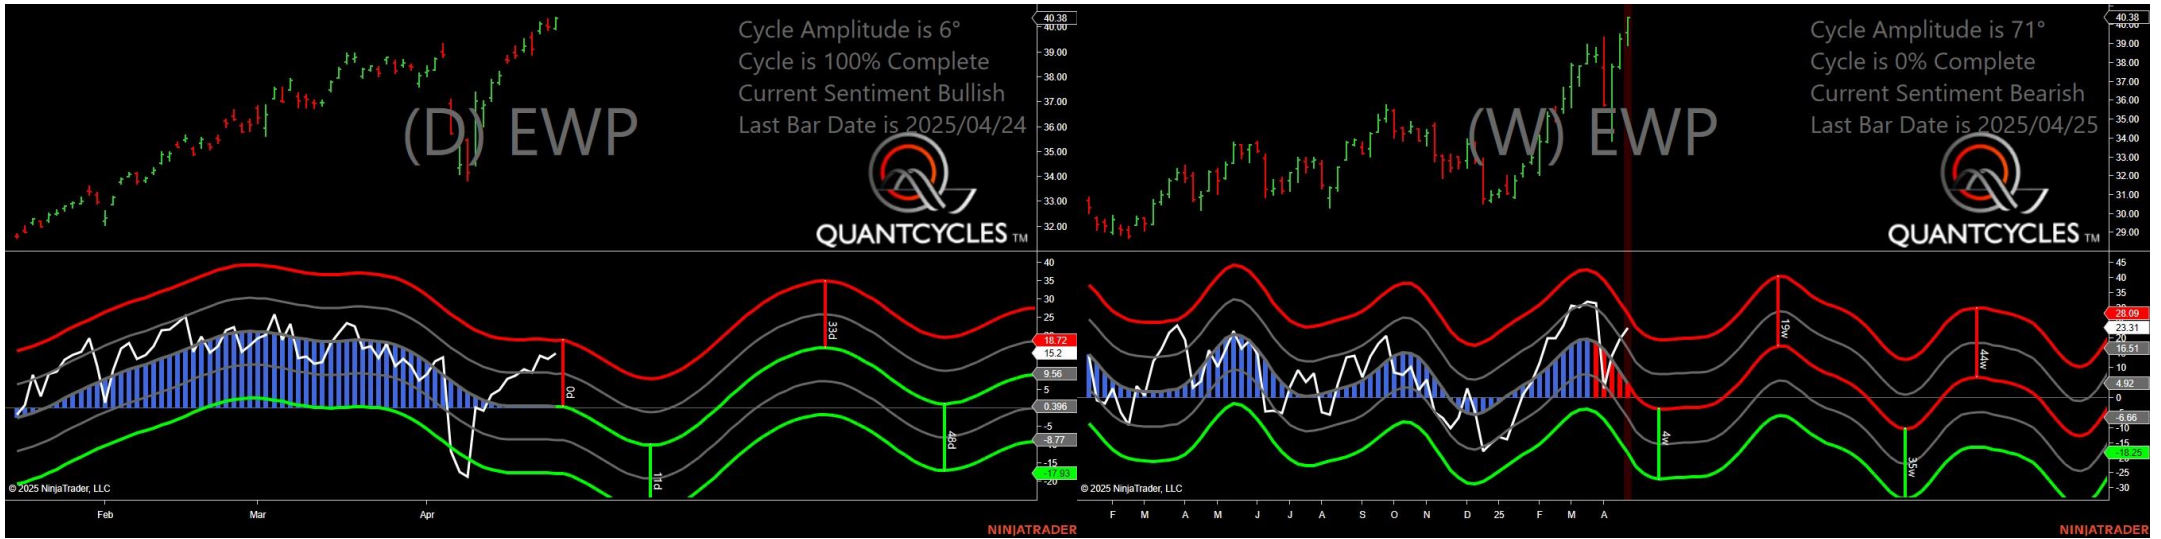 Cycle Amplitude is 6°
Cycle is 100% Complete
Current Sentiment Bullish
Last Bar Date is 2025/04/24
(D) EWP
QUANTCYCLES TM
40.38
40.00
39.00
38.00
37.00
36.00
35.00
34.00
33.00
32.00
40
35
30
25
20
18.72
15.2
9.56
5
0.396
-5
-8.77
-15
-17.93
-20
0d
11d
33d
48d
© 2025 NinjaTrader, LLC
Feb Mar Apr
NINJATRADER
Cycle Amplitude is 71°
Cycle is 0% Complete
Current Sentiment Bearish
Last Bar Date is 2025/04/25
(W) EWP
QUANTCYCLES TM
40.38
40.00
39.00
38.00
37.00
36.00
35.00
34.00
33.00
32.00
31.00
30.00
29.00
45
40
35
28.09
23.31
16.51
10
4.92
0
-6.66
-10
-15
-18.25
-25
-30
4w
19w
35w
44w
© 2025 NinjaTrader, LLC
F M A M J J A S O N D 25 F M A
NINJATRADER